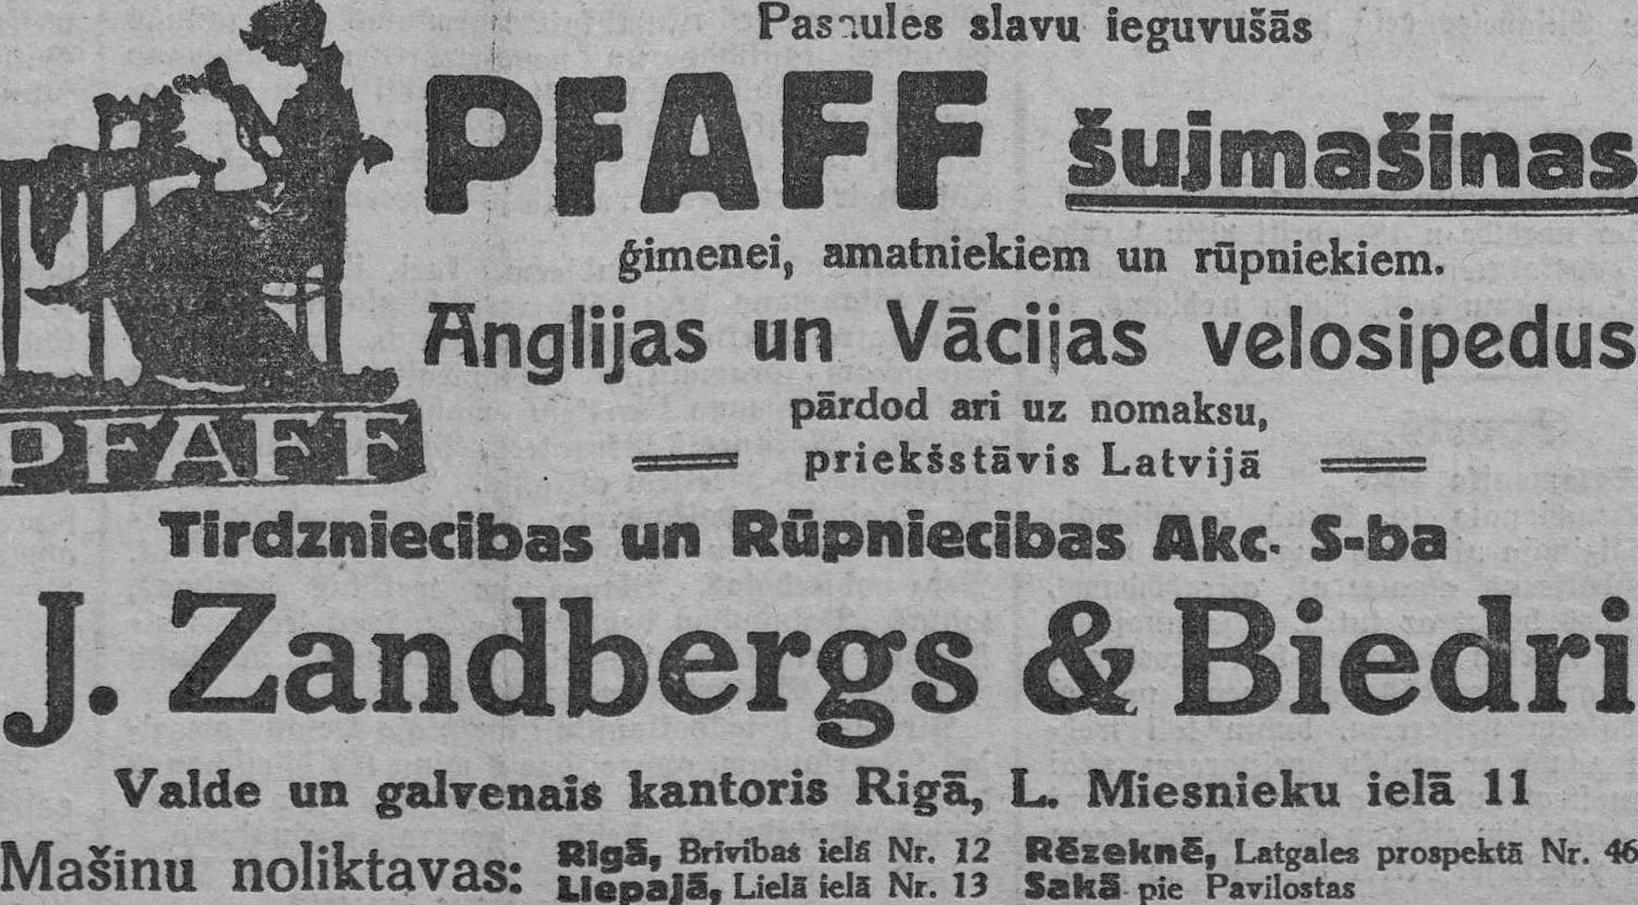 Pasaules slavu ieguvušās
PFAFF šujmašinas
ģimenei, amatniekiem un rūpniekiem.
Anglijas un Vācijas velosipedus
pārdod ari uz nomaksu,
priekšstāvis Latvijā
PFAFF
Tirdzniecibas un Rūpniecibas Akc. S-ba
J. Zandbergs & Biedri
Valde un galvenais kantoris Rigā, L. Miesnieku ielā 11
Mašinu noliktavas: Rigā, Brivibas ielā Nr. 12 Rēzeknē, Latgales prospektā Nr. 46
Liepajā, Lielā ielā Nr. 13 Sakā pie Pavilostas